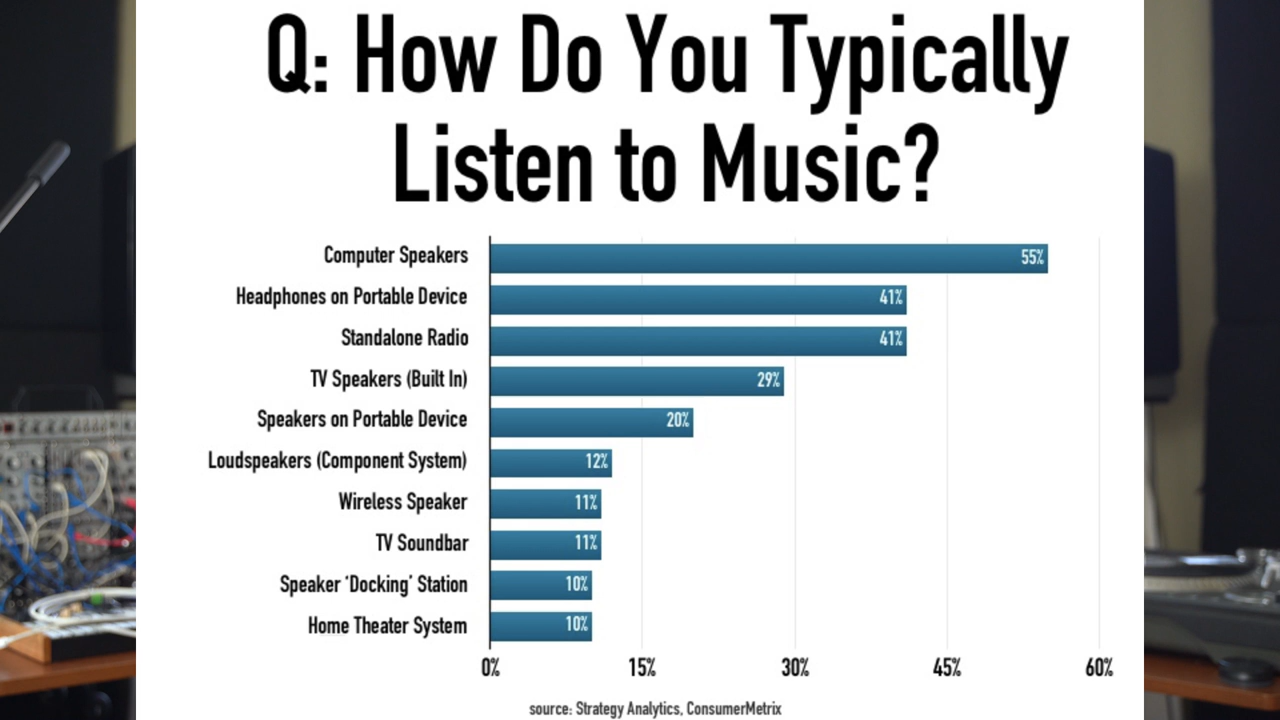 Q: How Do You Typically
Listen to Music?
Computer Speakers 55%
Headphones on Portable Device 41%
Standalone Radio 41%
TV Speakers (Built In) 29%
Speakers on Portable Device 20%
Loudspeakers (Component System) 12%
Wireless Speaker 11%
TV Soundbar 11%
Speaker ‘Docking’ Station 10%
Home Theater System 10%
0% 15% 30% 45% 60%
source: Strategy Analytics, ConsumerMetrix